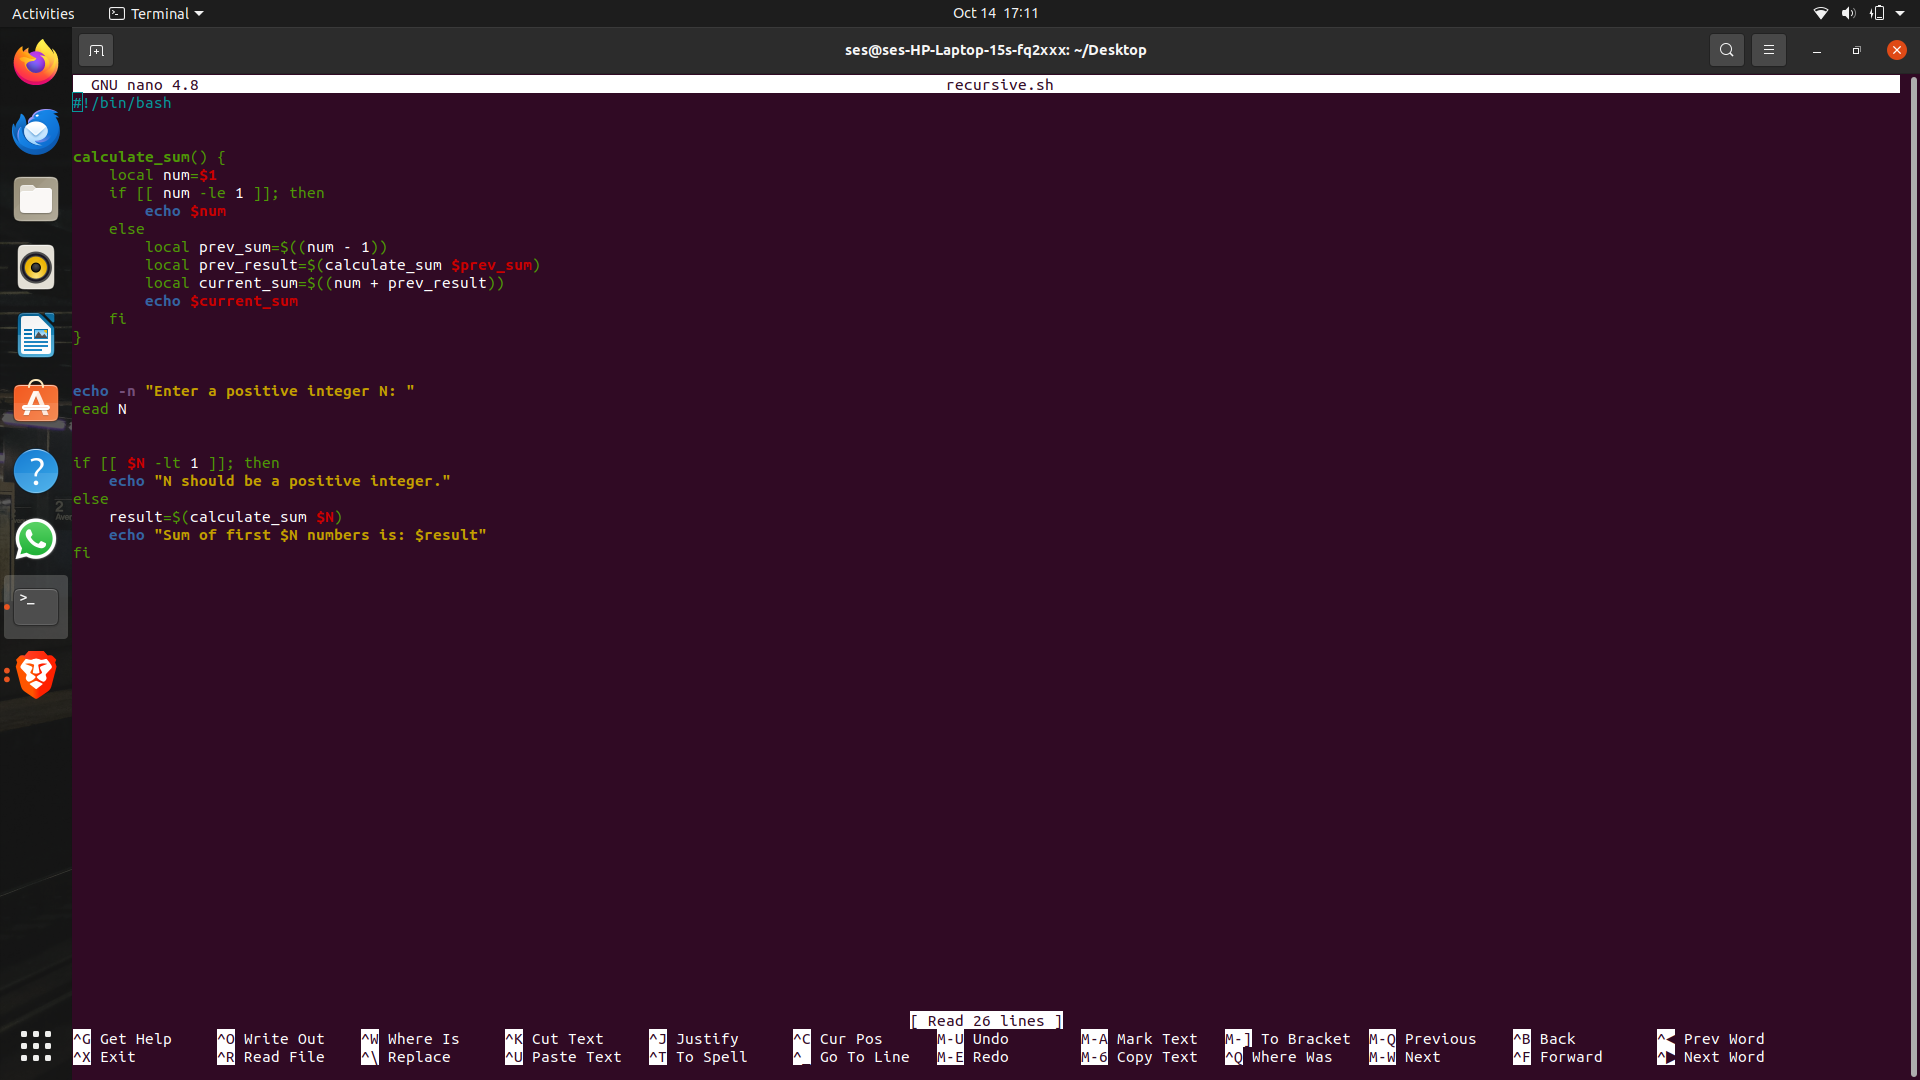 Activities
Terminal
Oct 14 17:11
ses@ses-HP-Laptop-15s-fq2xxx: ~/Desktop
GNU nano 4.8 recursive.sh
#!/bin/bash
calculate_sum() {
    local num=$1
    if [[ num -le 1 ]]; then
        echo $num
    else
        local prev_sum=$((num - 1))
        local prev_result=$(calculate_sum $prev_sum)
        local current_sum=$((num + prev_result))
        echo $current_sum
    fi
}
echo -n "Enter a positive integer N: "
read N
if [[ $N -lt 1 ]]; then
    echo "N should be a positive integer."
else
    result=$(calculate_sum $N)
    echo "Sum of first $N numbers is: $result"
fi
[ Read 26 lines ]
^G Get Help ^O Write Out ^W Where Is ^K Cut Text ^J Justify ^C Cur Pos M-U Undo M-A Mark Text M-] To Bracket M-Q Previous ^B Back ^◀ Prev Word
^X Exit ^R Read File ^\ Replace ^U Paste Text ^T To Spell ^_ Go To Line M-E Redo M-6 Copy Text ^Q Where Was M-W Next ^F Forward ^▶ Next Word